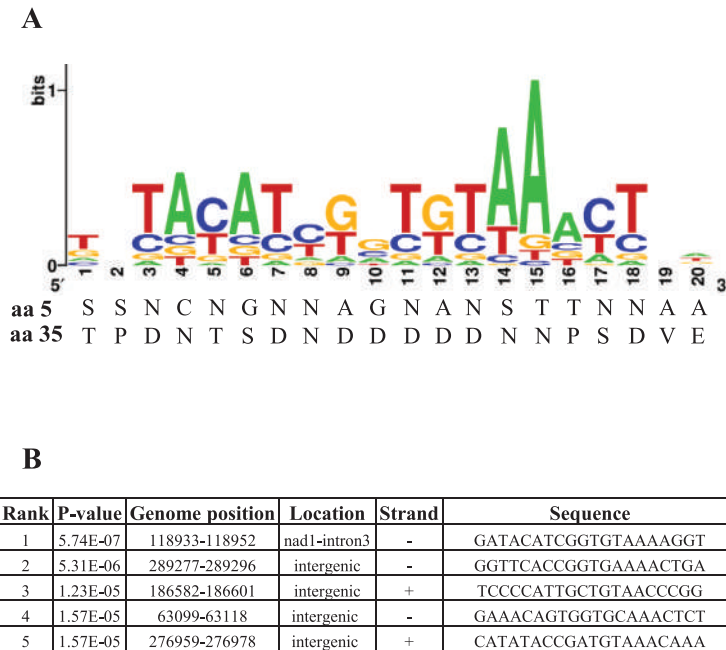 A
bits
1
0
TACATCGGTGTAAACT
1 2 3 4 5 6 7 8 9 10 11 12 13 14 15 16 17 18 19 20
5′ 3
aa 5 S S N C N G N N A G N A N S T T N N A A
aa 35 T P D N T S D N D D D D D N N P S D V E
B
Rank P-value Genome position Location Strand Sequence
1 5.74E-07 118933-118952 nad1-intron3 - GATACATCGGTGTAAAAGGT
2 5.31E-06 289277-289296 intergenic - GGTTCACCGGTGAAAACTGA
3 1.23E-05 186582-186601 intergenic + TCCCCATTGCTGTAACCCGG
4 1.57E-05 63099-63118 intergenic - GAAACAGTGGTGCAAACTCT
5 1.57E-05 276959-276978 intergenic + CATATACCGATGTAAACAAA